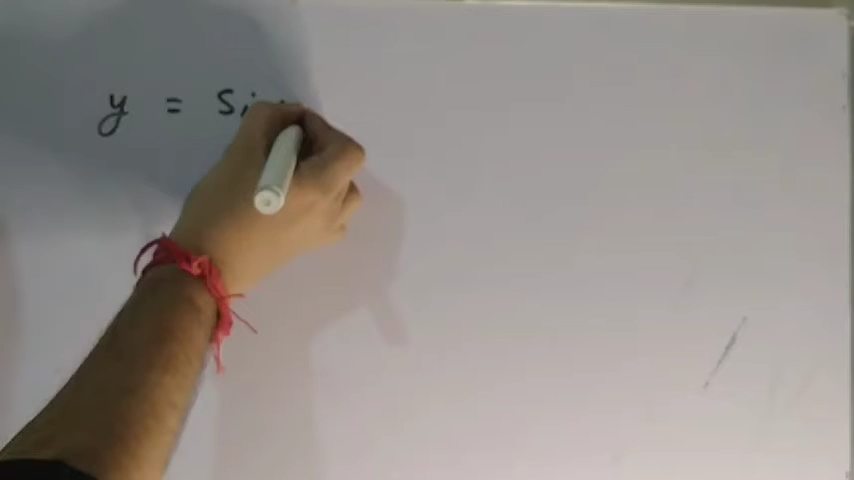 y = Si